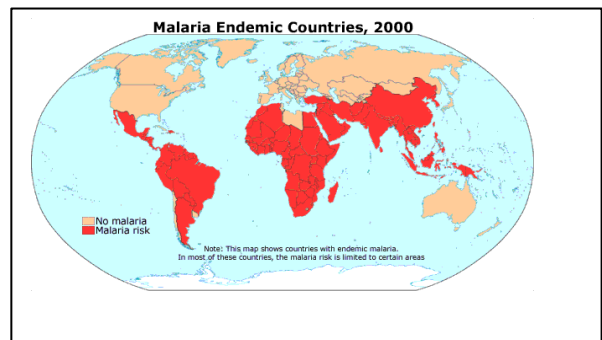 Malaria Endemic Countries, 2000
No malaria
Malaria risk
Note: This map shows countries with endemic malaria.
In most of these countries, the malaria risk is limited to certain areas